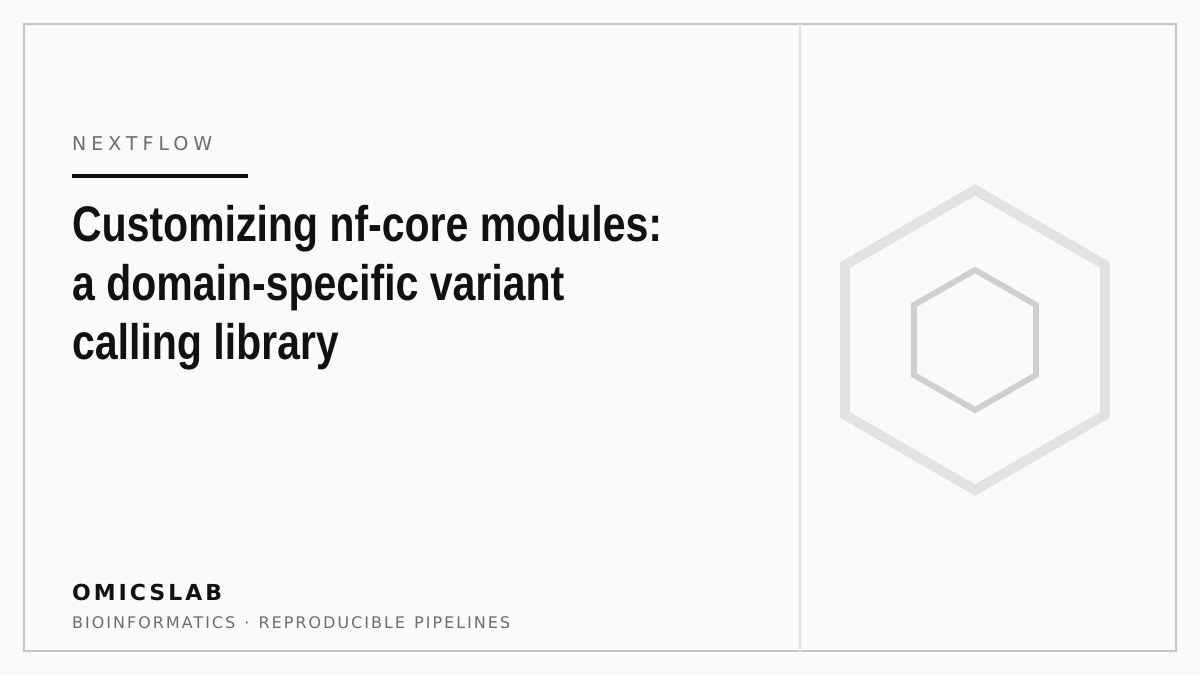 NEXTFLOW
Customizing nf-core modules:
a domain-specific variant
calling library
OMICSLAB
BIOINFORMATICS · REPRODUCIBLE PIPELINES